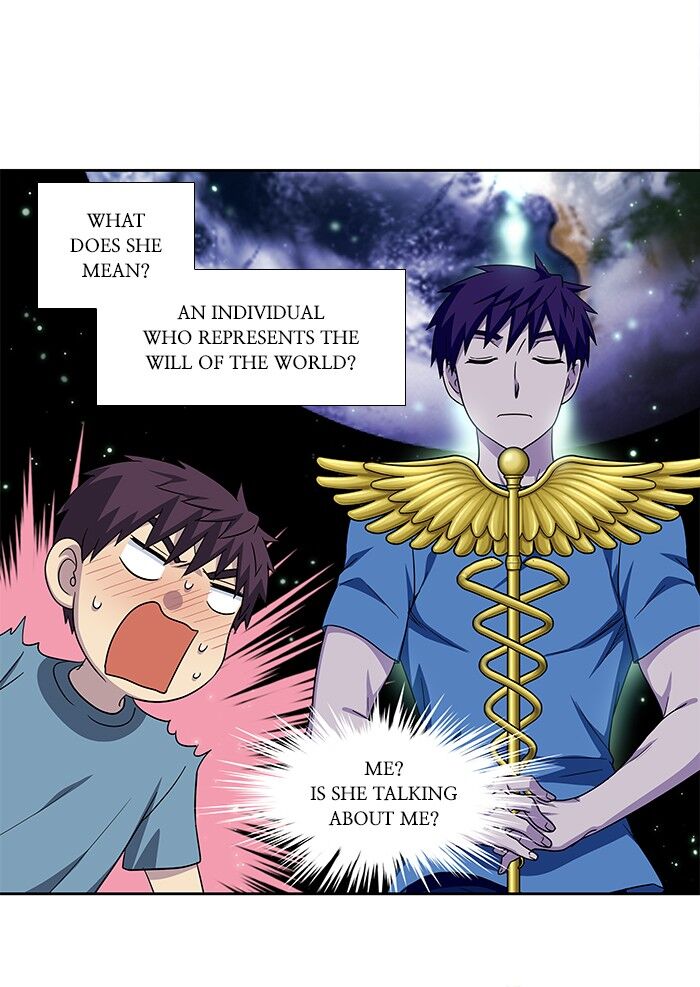 WHAT
DOES SHE
MEAN?
AN INDIVIDUAL
WHO REPRESENTS THE
WILL OF THE WORLD?
ME?
IS SHE TALKING
ABOUT ME?